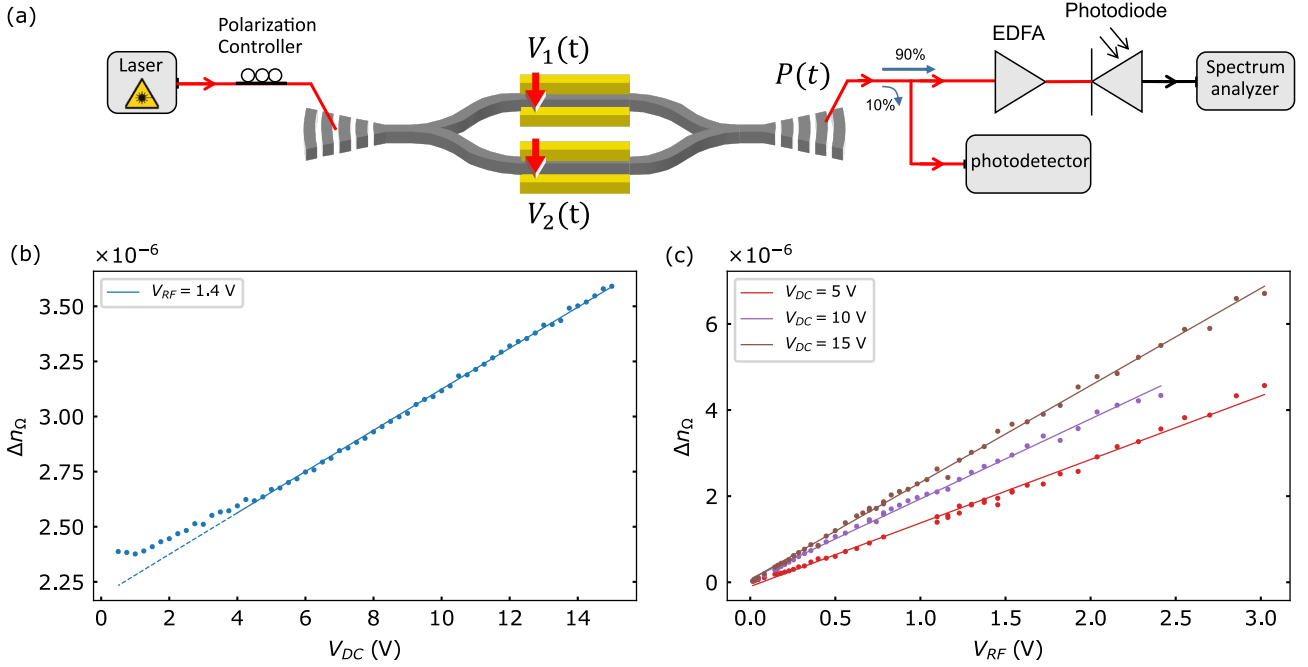 (a)
Polarization
Controller
Laser
V₁(t)
V₂(t)
P(t)
90%
10%
EDFA
Photodiode
Spectrum
analyzer
photodetector
(b)
×10⁻⁶
V_RF = 1.4 V
Δn_Ω
3.50
3.25
3.00
2.75
2.50
2.25
0 2 4 6 8 10 12 14
V_DC (V)
(c)
×10⁻⁶
V_DC = 5 V
V_DC = 10 V
V_DC = 15 V
Δn_Ω
6
4
2
0
0.0 0.5 1.0 1.5 2.0 2.5 3.0
V_RF (V)